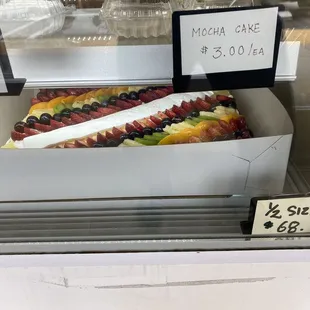 MOCHA CAKE
$3.00/EA
½ SIZ
$68.